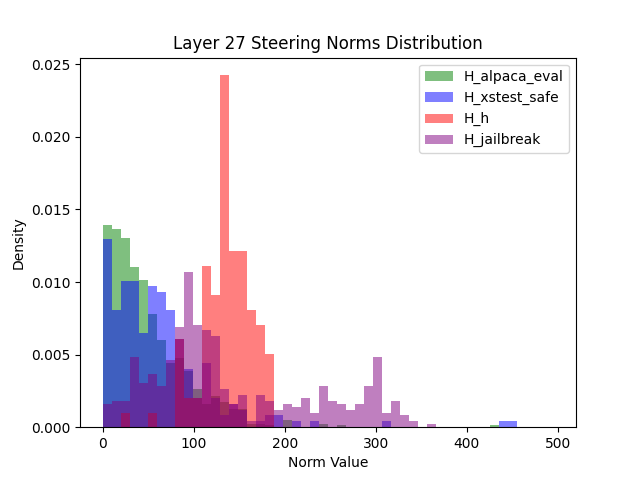 Layer 27 Steering Norms Distribution
H_alpaca_eval
H_xstest_safe
H_h
H_jailbreak
0.025
0.020
0.015
0.010
0.005
0.000
Density
0
100
200
300
400
500
Norm Value